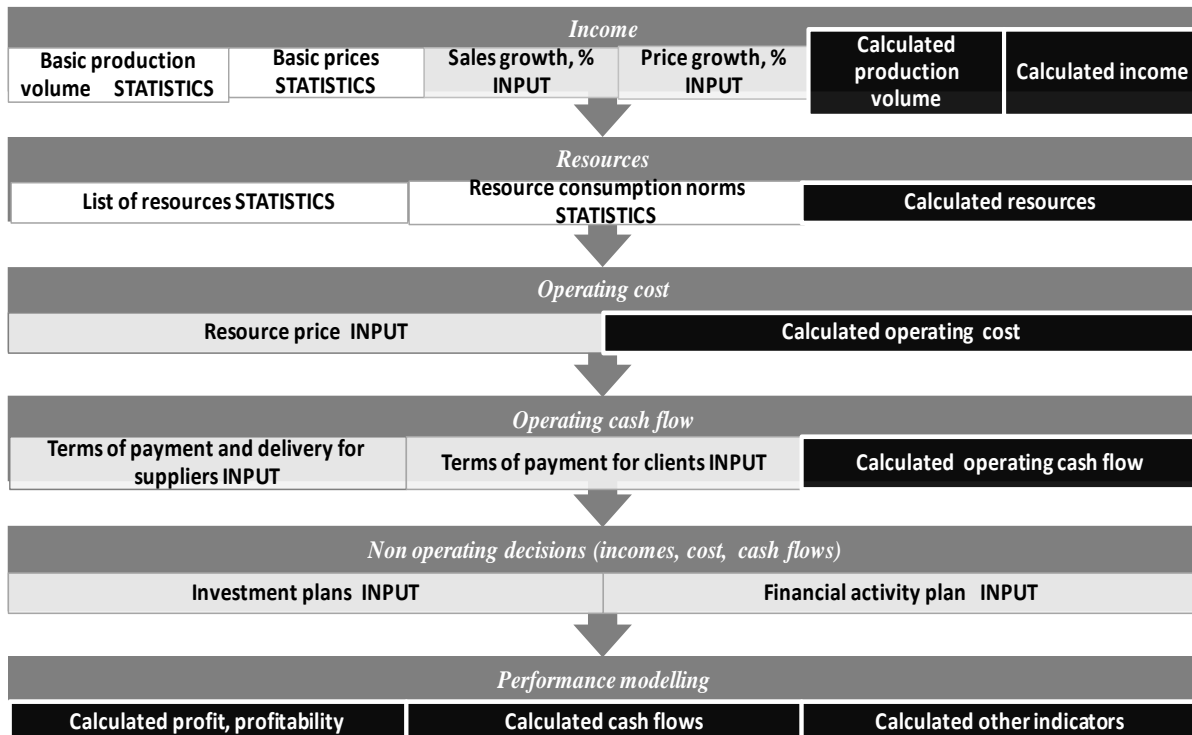 Income
Basic production
volume STATISTICS
Basic prices
STATISTICS
Sales growth, %
INPUT
Price growth, %
INPUT
Calculated
production
volume
Calculated income
Resources
List of resources STATISTICS
Resource consumption norms
STATISTICS
Calculated resources
Operating cost
Resource price INPUT
Calculated operating cost
Operating cash flow
Terms of payment and delivery for
suppliers INPUT
Terms of payment for clients INPUT
Calculated operating cash flow
Non operating decisions (incomes, cost, cash flows)
Investment plans INPUT
Financial activity plan INPUT
Performance modelling
Calculated profit, profitability
Calculated cash flows
Calculated other indicators